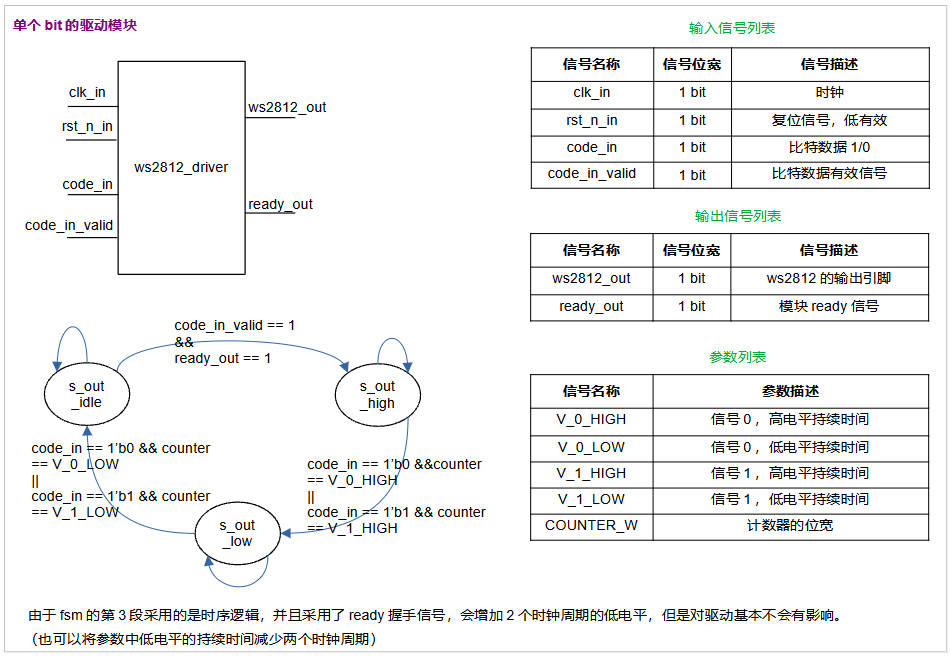 单个 bit 的驱动模块
clk_in
rst_n_in
code_in
code_in_valid
ws2812_driver
ws2812_out
ready_out
输入信号列表
信号名称 信号位宽 信号描述
clk_in 1 bit 时钟
rst_n_in 1 bit 复位信号，低有效
code_in 1 bit 比特数据 1/0
code_in_valid 1 bit 比特数据有效信号
输出信号列表
信号名称 信号位宽 信号描述
ws2812_out 1 bit ws2812 的输出引脚
ready_out 1 bit 模块 ready 信号
code_in_valid == 1
&&
ready_out == 1
s_out
_idle
s_out
_high
code_in == 1'b0 && counter
== V_0_LOW
||
code_in == 1'b1 && counter
== V_1_LOW
code_in == 1'b0 &&counter
== V_0_HIGH
||
code_in == 1'b1 && counter
== V_1_HIGH
s_out
_low
参数列表
信号名称 参数描述
V_0_HIGH 信号 0 ，高电平持续时间
V_0_LOW 信号 0 ，低电平持续时间
V_1_HIGH 信号 1 ，高电平持续时间
V_1_LOW 信号 1 ，低电平持续时间
COUNTER_W 计数器的位宽
由于 fsm 的第 3 段采用的是时序逻辑，并且采用了 ready 握手信号，会增加 2 个时钟周期的低电平，但是对驱动基本不会有影响。
（也可以将参数中低电平的持续时间减少两个时钟周期）